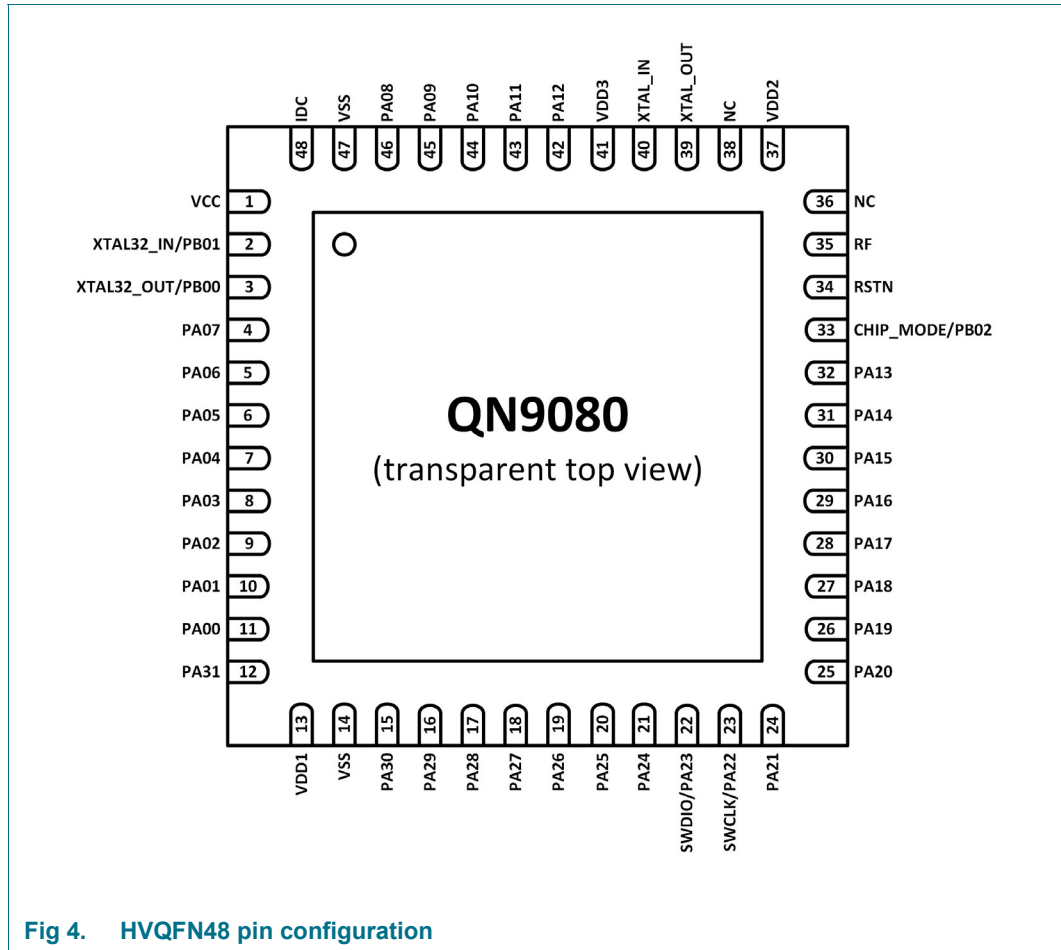 IDC
VSS
PA08
PA09
PA10
PA11
PA12
VDD3
XTAL_IN
XTAL_OUT
NC
VDD2
48
47
46
45
44
43
42
41
40
39
38
37
VCC 1
36 NC
XTAL32_IN/PB01 2
35 RF
XTAL32_OUT/PB00 3
34 RSTN
PA07 4
33 CHIP_MODE/PB02
PA06 5
32 PA13
PA05 6
31 PA14
PA04 7
30 PA15
PA03 8
29 PA16
PA02 9
28 PA17
PA01 10
27 PA18
PA00 11
26 PA19
PA31 12
25 PA20
QN9080
(transparent top view)
13
14
15
16
17
18
19
20
21
22
23
24
VDD1
VSS
PA30
PA29
PA28
PA27
PA26
PA25
PA24
SWDIO/PA23
SWCLK/PA22
PA21
Fig 4. HVQFN48 pin configuration